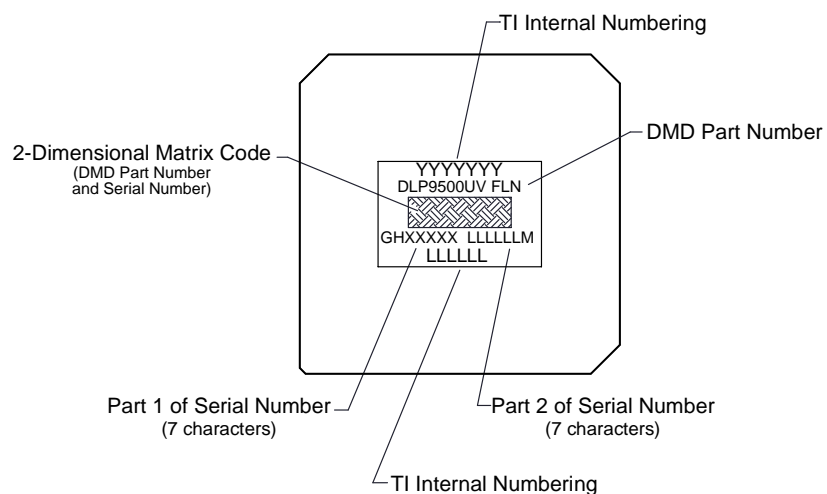 TI Internal Numbering
DMD Part Number
2-Dimensional Matrix Code
(DMD Part Number
and Serial Number)
YYYYYYY
DLP9500UV FLN
GHXXXXX LLLLLLM
LLLLLL
Part 1 of Serial Number
(7 characters)
Part 2 of Serial Number
(7 characters)
TI Internal Numbering